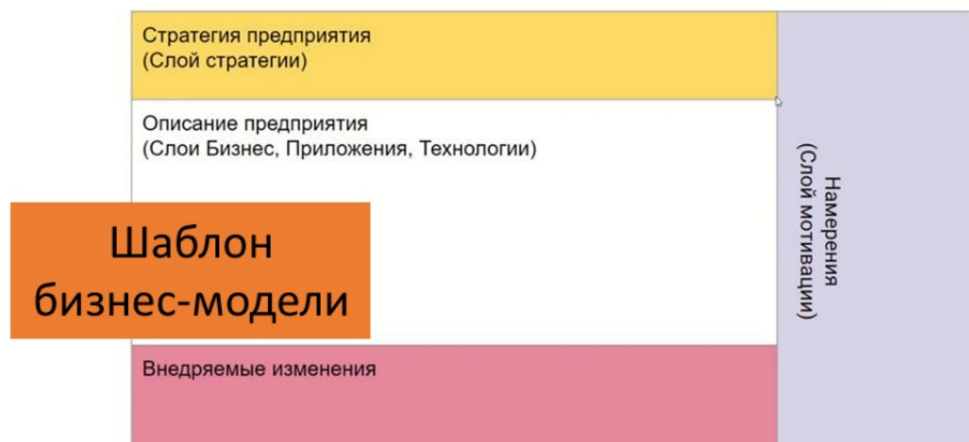 Стратегия предприятия
(Слой стратегии)
Описание предприятия
(Слои Бизнес, Приложения, Технологии)
Шаблон
бизнес-модели
Внедряемые изменения
Намерения
(Слой мотивации)